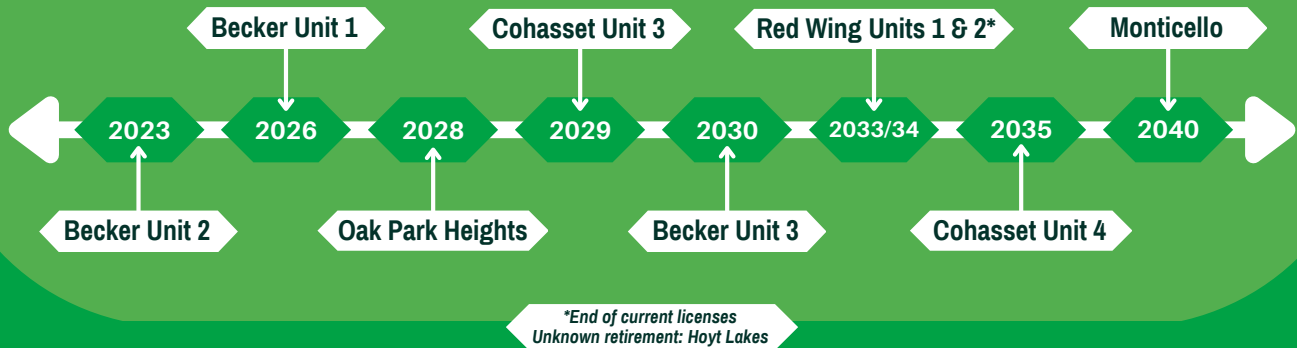 Becker Unit 1
Cohasset Unit 3
Red Wing Units 1 & 2*
Monticello
2023
2026
2028
2029
2030
2033/34
2035
2040
Becker Unit 2
Oak Park Heights
Becker Unit 3
Cohasset Unit 4
*End of current licenses
Unknown retirement: Hoyt Lakes